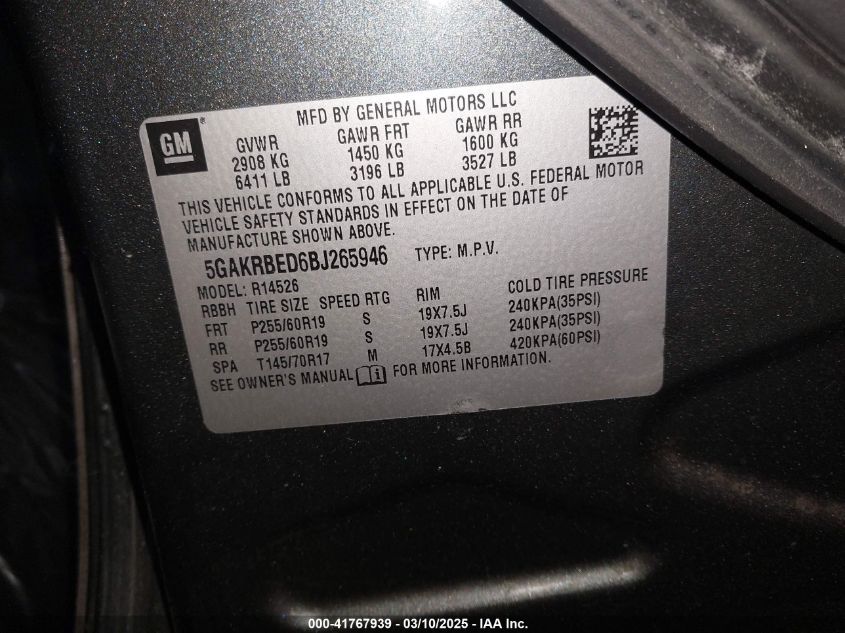 MFD BY GENERAL MOTORS LLC
GM®
GVWR GAWR FRT GAWR RR
2908 KG 1450 KG 1600 KG
6411 LB 3196 LB 3527 LB
THIS VEHICLE CONFORMS TO ALL APPLICABLE U.S. FEDERAL MOTOR
VEHICLE SAFETY STANDARDS IN EFFECT ON THE DATE OF
MANUFACTURE SHOWN ABOVE.
5GAKRBED6BJ265946 TYPE: M.P.V.
MODEL: R14526
RBBH TIRE SIZE SPEED RTG RIM COLD TIRE PRESSURE
FRT P255/60R19 S 19X7.5J 240KPA(35PSI)
RR P255/60R19 S 19X7.5J 240KPA(35PSI)
SPA T145/70R17 M 17X4.5B 420KPA(60PSI)
SEE OWNER'S MANUAL i FOR MORE INFORMATION.
000-41767939 - 03/10/2025 - IAA Inc.